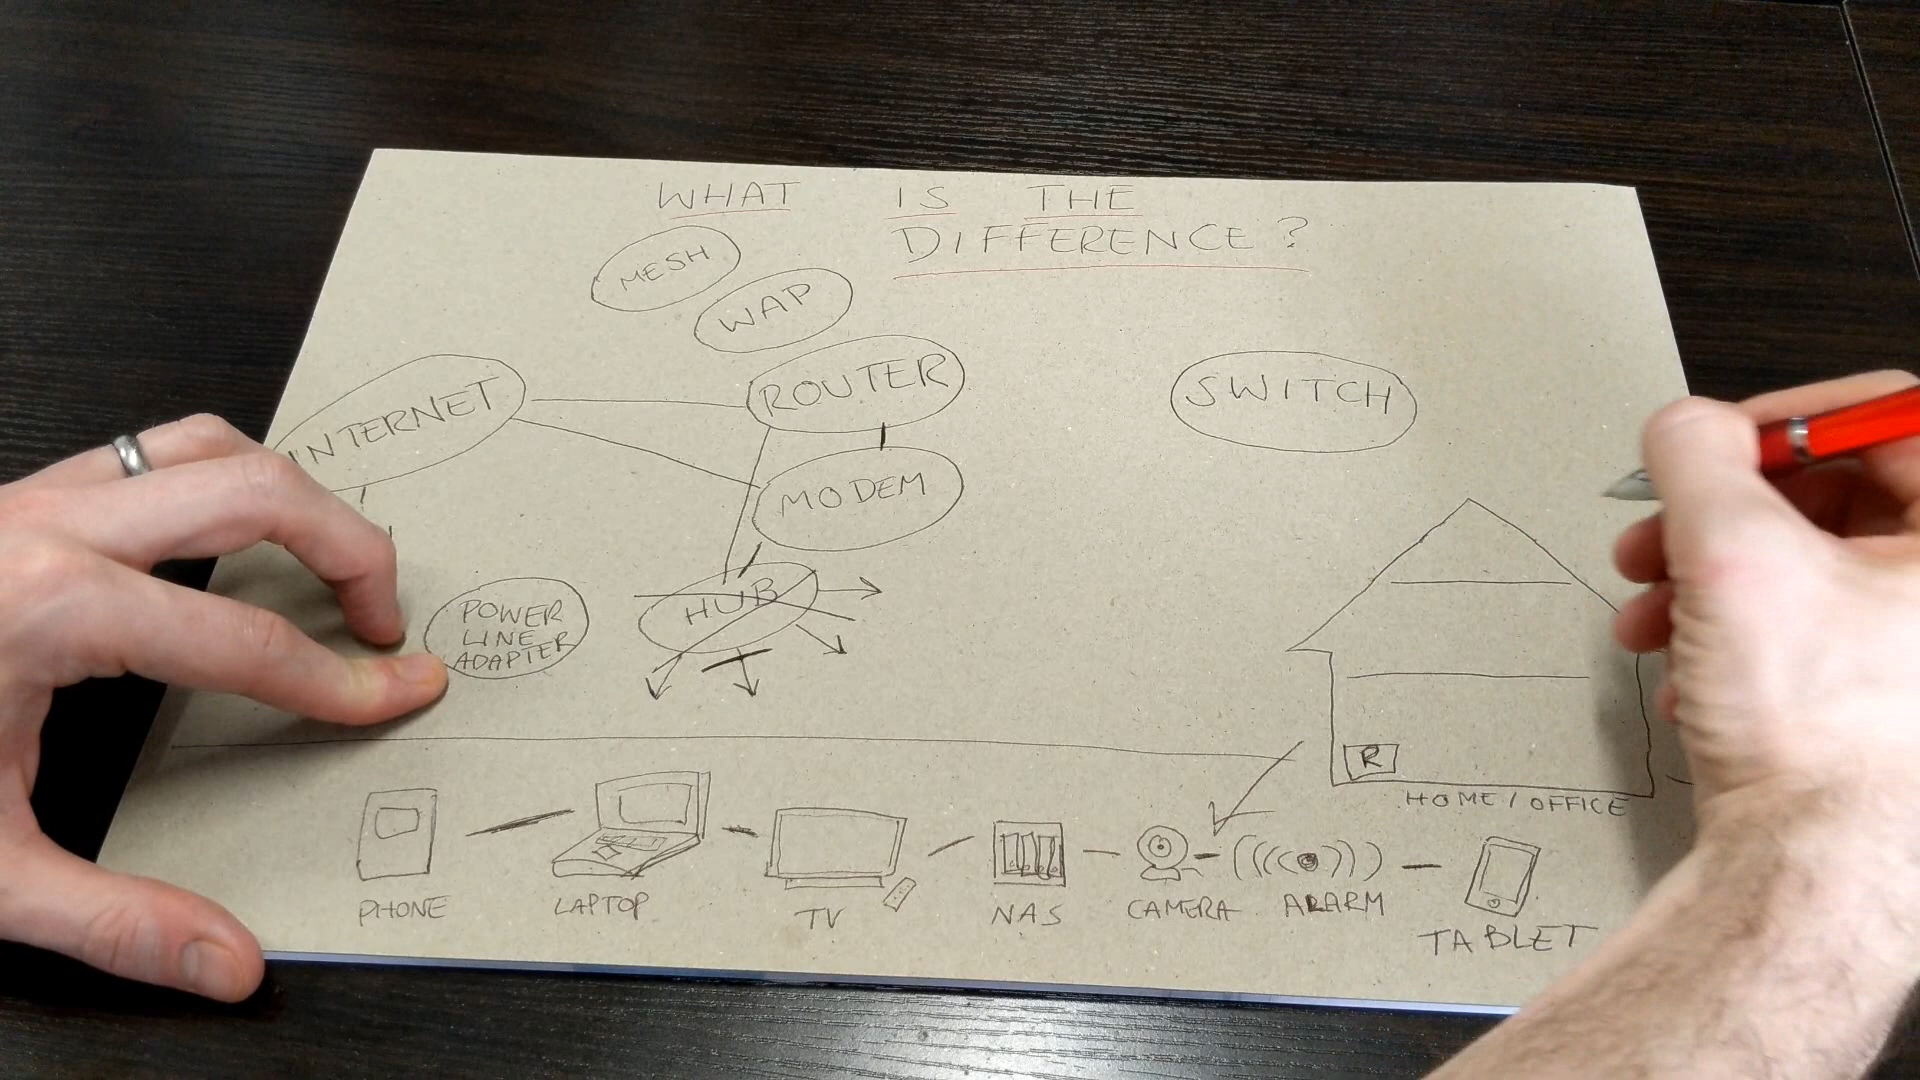 WHAT IS THE
DIFFERENCE?
MESH
WAP
INTERNET
ROUTER
SWITCH
MODEM
HUB
POWER
LINE
ADAPTER
R
HOME / OFFICE
PHONE
LAPTOP
TV
NAS
CAMERA
ALARM
TABLET